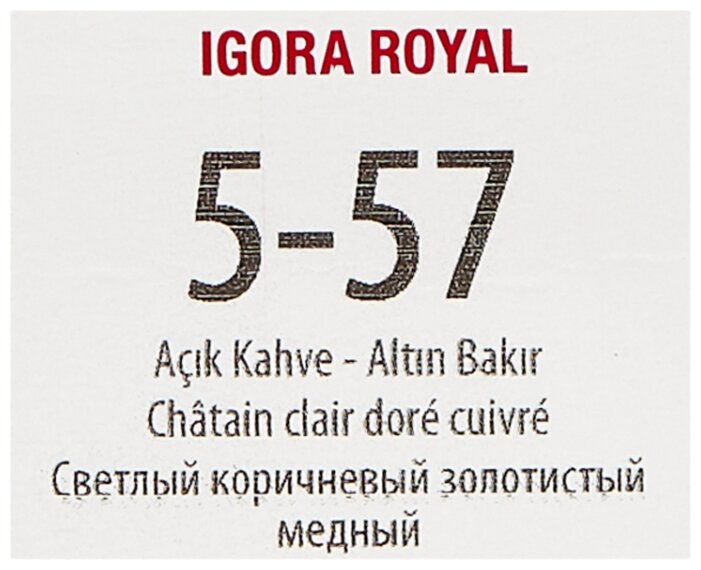 IGORA ROYAL
5-57
Açık Kahve - Altın Bakır
Châtain clair doré cuivré
Светлый коричневый золотистый
медный